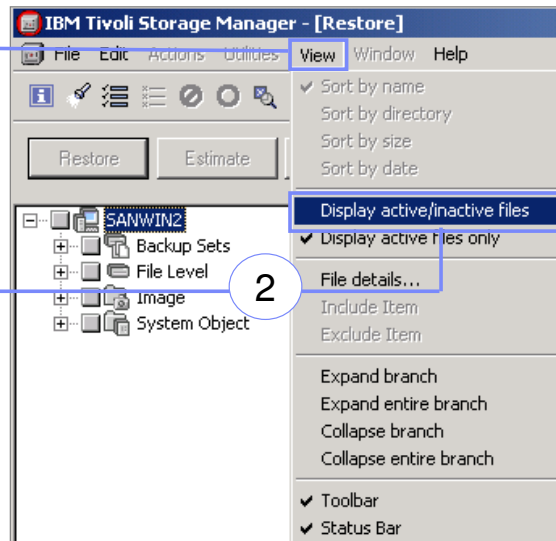 IBM Tivoli Storage Manager - [Restore]
File Edit Actions Utilities View Window Help
Sort by name
Sort by directory
Sort by size
Sort by date
Restore Estimate
Display active/inactive files
Display active files only
SANWIN2
Backup Sets
File Level
Image
System Object
2
File details...
Include Item
Exclude Item
Expand branch
Expand entire branch
Collapse branch
Collapse entire branch
Toolbar
Status Bar